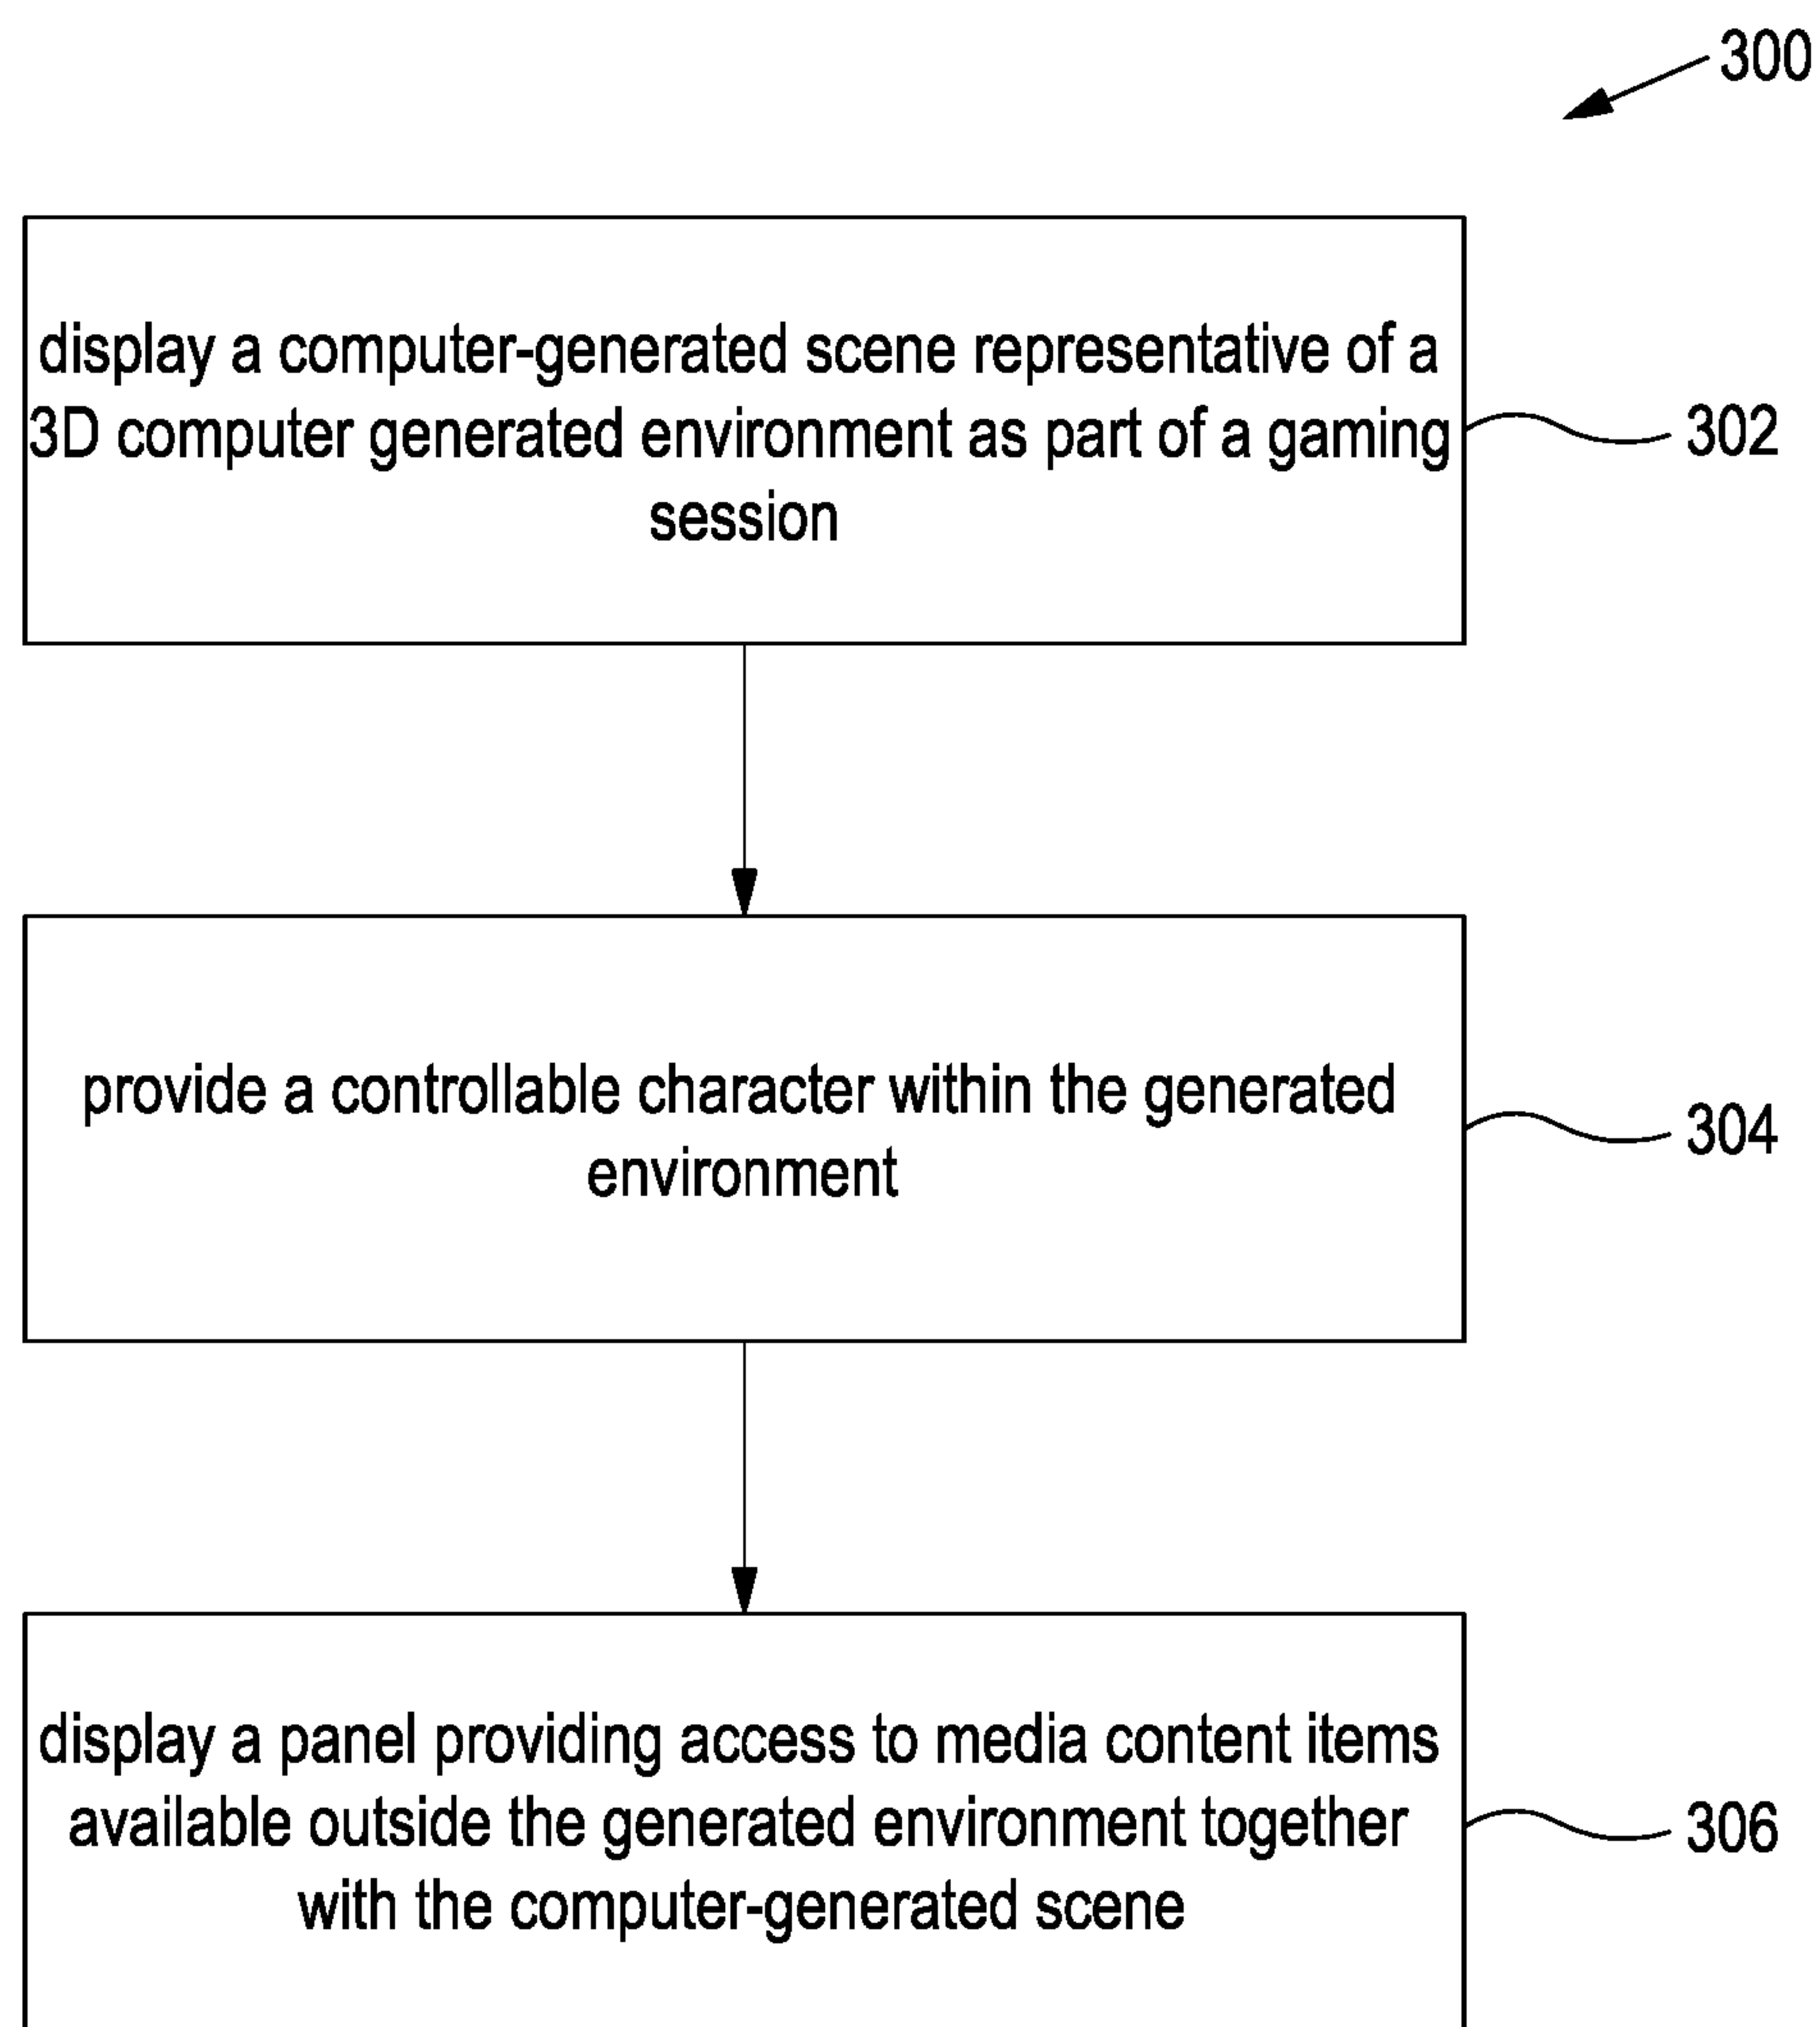 300
display a computer-generated scene representative of a
3D computer generated environment as part of a gaming
session
302
provide a controllable character within the generated
environment
304
display a panel providing access to media content items
available outside the generated environment together
with the computer-generated scene
306